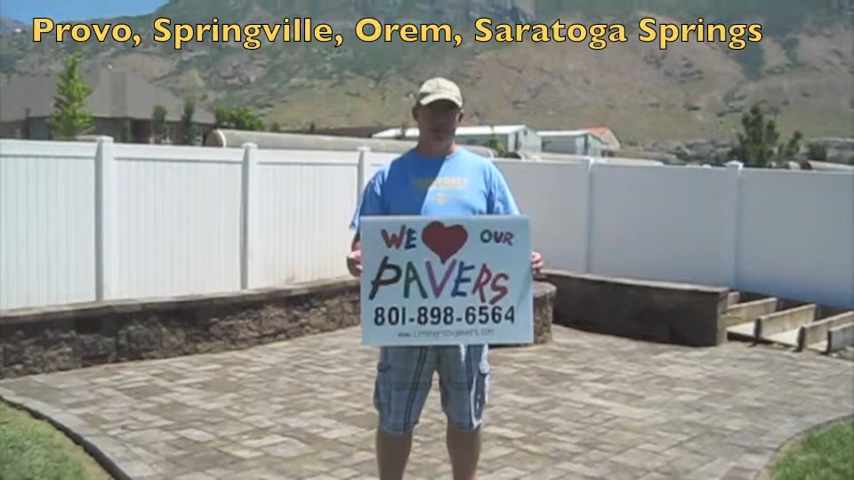 Provo, Springville, Orem, Saratoga Springs
WE OUR
PAVERS
801-898-6564